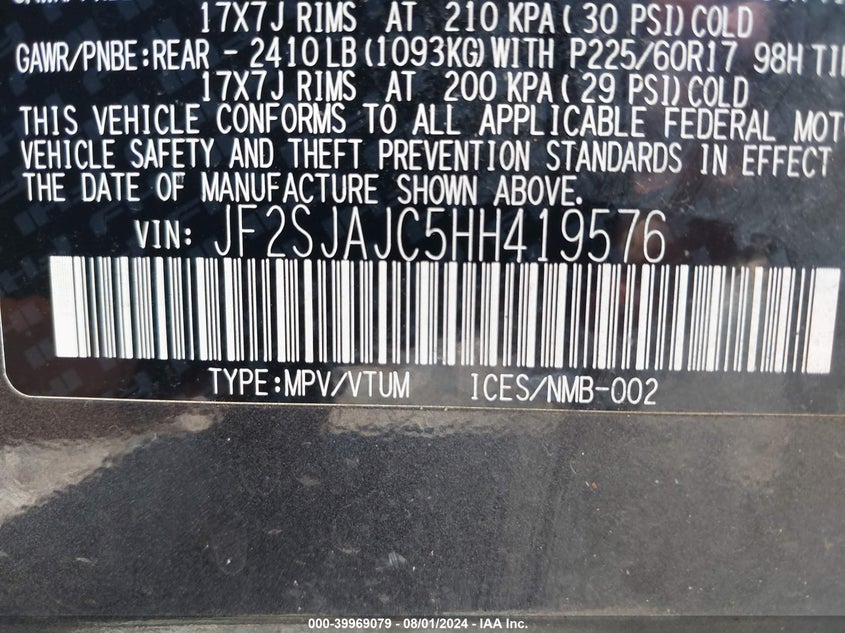 17X7J RIMS AT 210 KPA(30 PSI)COLD
GAWR/PNBE:REAR - 2410LB(1093KG)WITH P225/60R17 98H
17X7J RIMS AT 200 KPA(29 PSI)COLD
THIS VEHICLE CONFORMS TO ALL APPLICABLE FEDERAL
VEHICLE SAFETY AND THEFT PREVENTION STANDARDS IN EFFECT
THE DATE OF MANUFACTURE SHOWN ABOVE.
VIN: JF2SJAJC5HH419576
TYPE:MPV/VTUM ICES/NMB-002
000-39969079 - 08/01/2024 - IAA Inc.